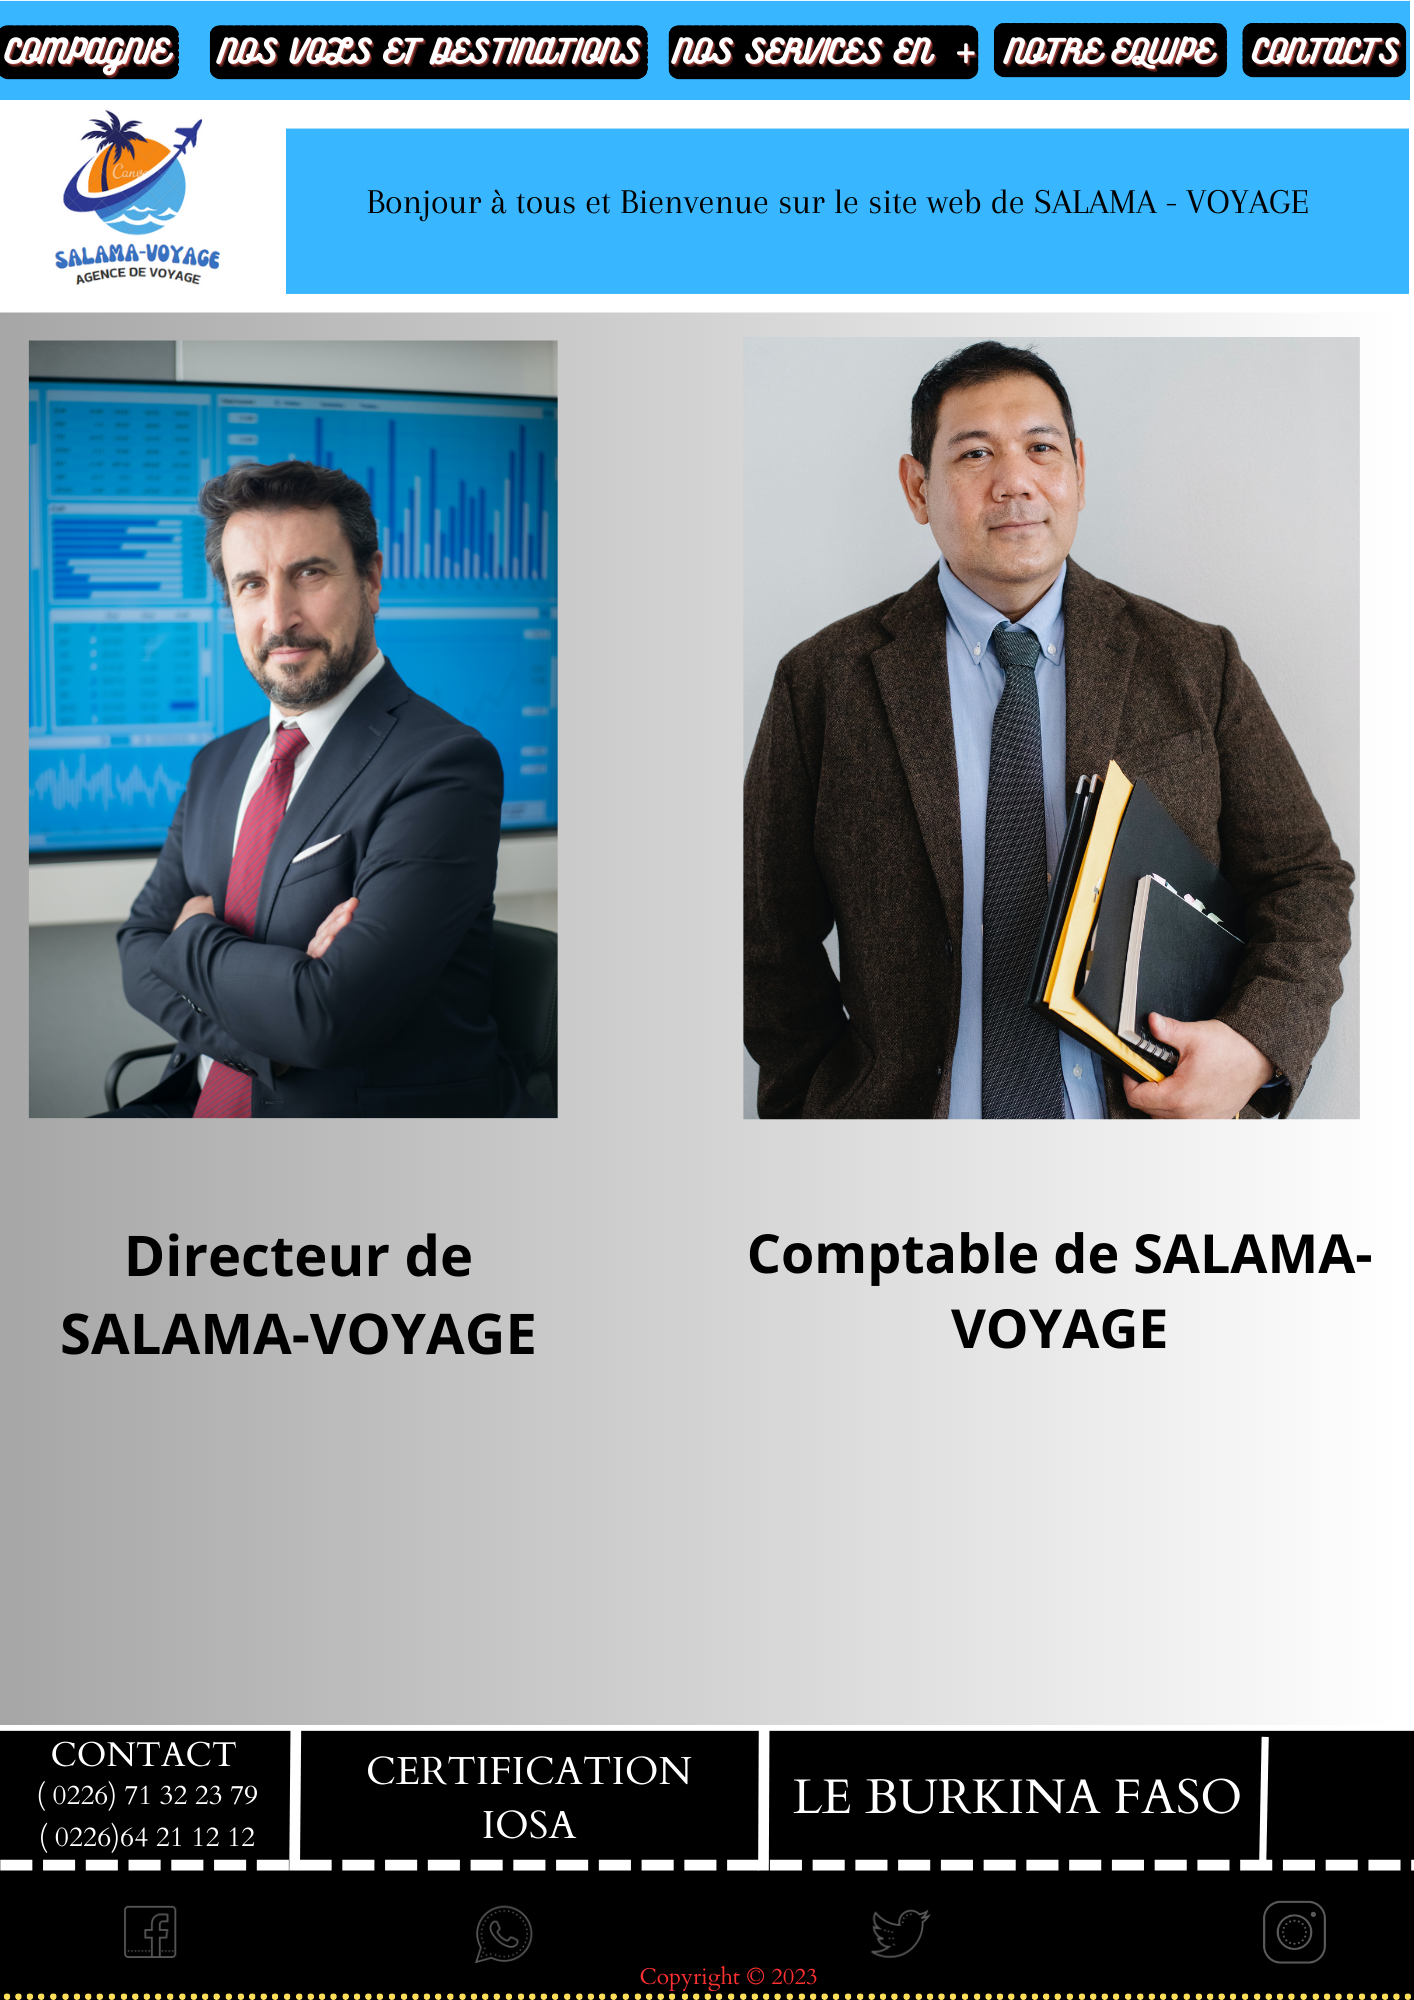 COMPAGNIE
NOS VOLS ET DESTINATIONS
NOS SERVICES EN +
NOTRE EQUIPE
CONTACTS
Canva
SALAMA-VOYAGE
AGENCE DE VOYAGE
Bonjour à tous et Bienvenue sur le site web de SALAMA - VOYAGE
Directeur de
SALAMA-VOYAGE
Comptable de SALAMA-
VOYAGE
CONTACT
( 0226) 71 32 23 79
( 0226)64 21 12 12
CERTIFICATION
IOSA
LE BURKINA FASO
Copyright © 2023